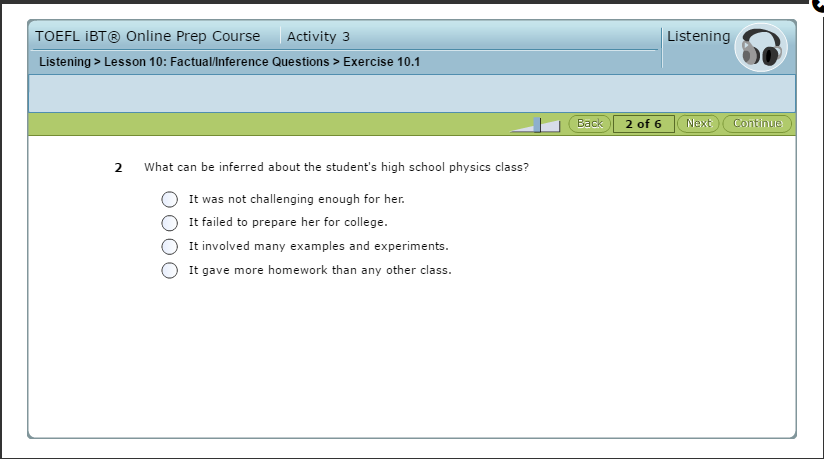 TOEFL iBT® Online Prep Course Activity 3 Listening
Listening > Lesson 10: Factual/Inference Questions > Exercise 10.1
Back 2 of 6 Next Continue
2 What can be inferred about the student's high school physics class?
It was not challenging enough for her.
It failed to prepare her for college.
It involved many examples and experiments.
It gave more homework than any other class.